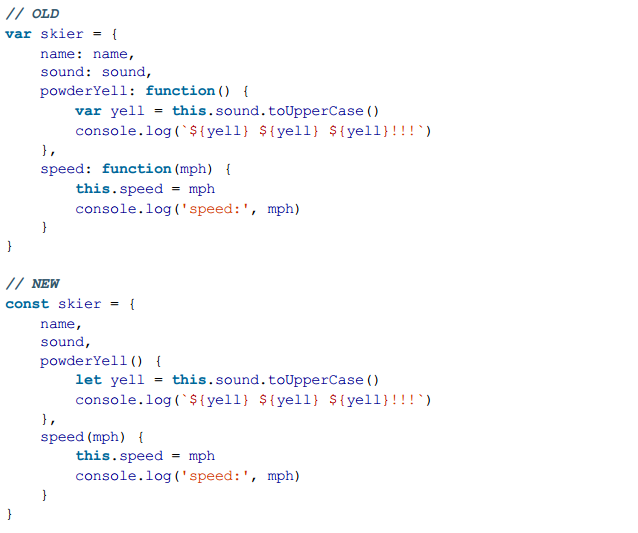 // OLD
var skier = {
    name: name,
    sound: sound,
    powderYell: function() {
        var yell = this.sound.toUpperCase()
        console.log(`${yell} ${yell} ${yell}!!!`)
    },
    speed: function(mph) {
        this.speed = mph
        console.log('speed:', mph)
    }
}
// NEW
const skier = {
    name,
    sound,
    powderYell() {
        let yell = this.sound.toUpperCase()
        console.log(`${yell} ${yell} ${yell}!!!`)
    },
    speed(mph) {
        this.speed = mph
        console.log('speed:', mph)
    }
}